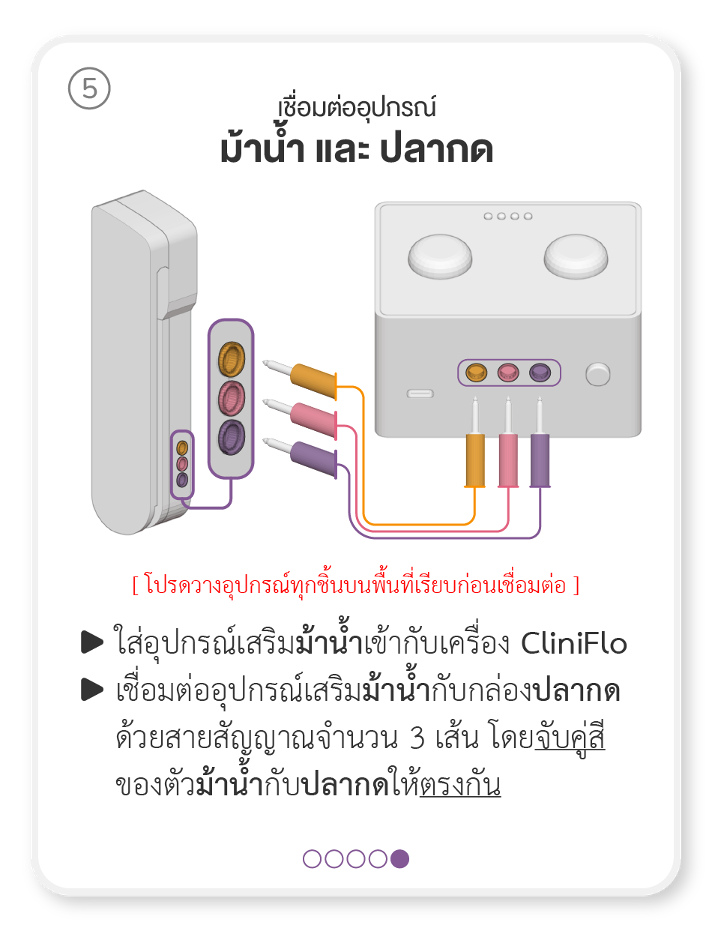 5
เชื่อมต่ออุปกรณ์
ม้าน้ำ และ ปลากด
[ โปรดวางอุปกรณ์ทุกชิ้นบนพื้นที่เรียบก่อนเชื่อมต่อ ]
ใส่อุปกรณ์เสริมม้าน้ำเข้ากับเครื่อง CliniFlo
เชื่อมต่ออุปกรณ์เสริมม้าน้ำกับกล่องปลากด
ด้วยสายสัญญาณจำนวน 3 เส้น โดยจับคู่สี
ของตัวม้าน้ำกับปลากดให้ตรงกัน